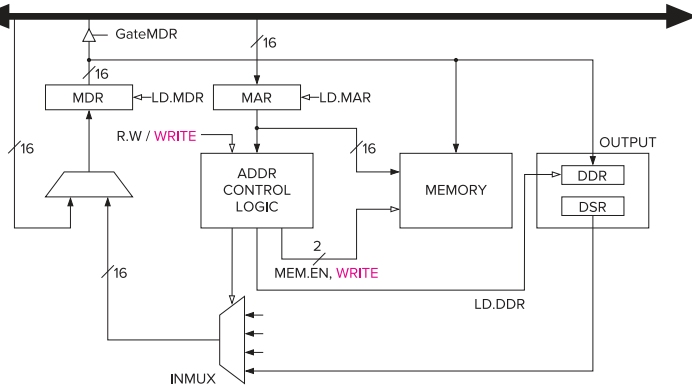 GateMDR
16
16
MDR
LD.MDR
MAR
LD.MAR
R.W / WRITE
16
16
OUTPUT
ADDR
CONTROL
LOGIC
MEMORY
DDR
DSR
2
MEM.EN, WRITE
16
LD.DDR
INMUX